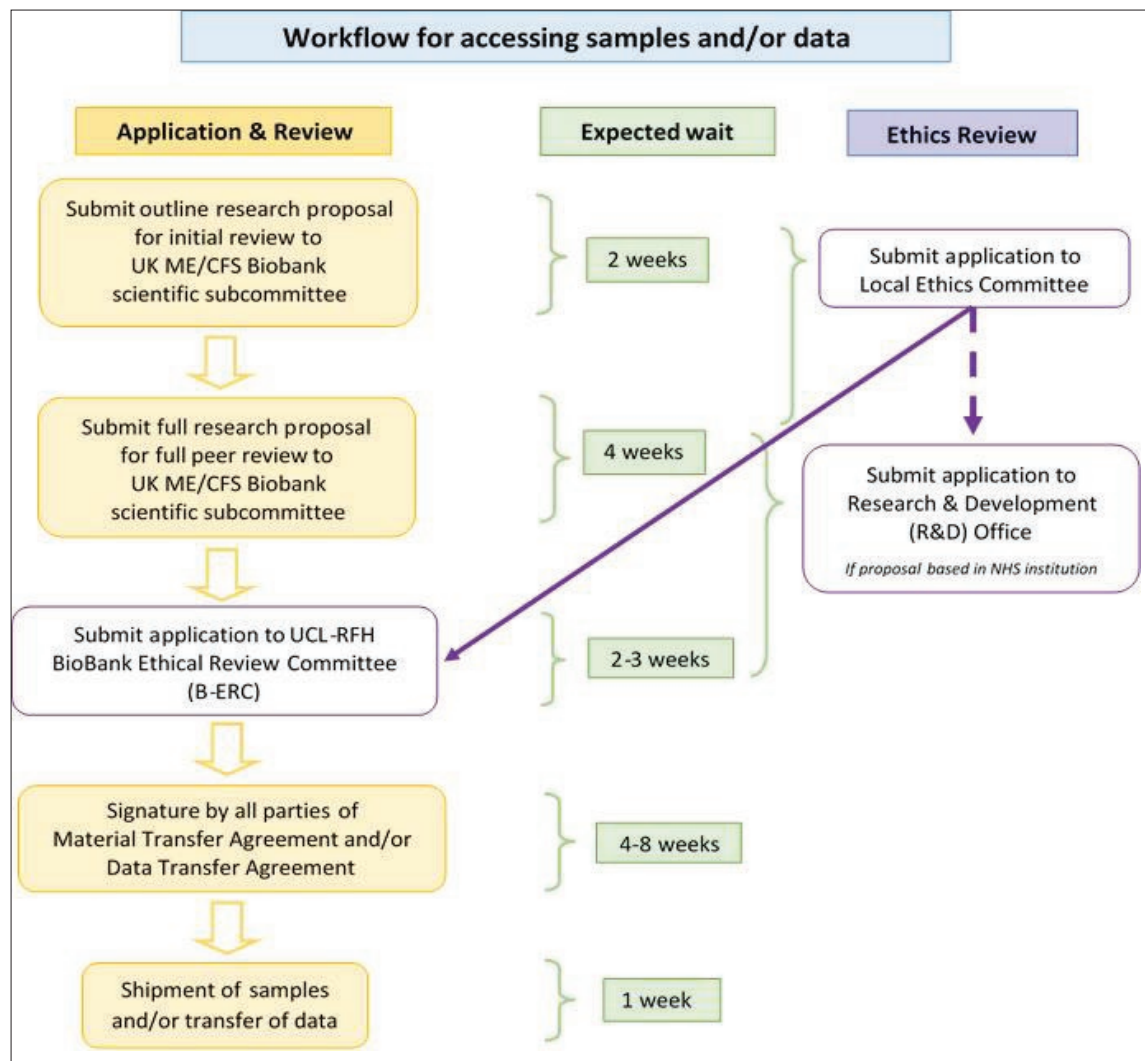 Workflow for accessing samples and/or data
Application & Review
Expected wait
Ethics Review
Submit outline research proposal
for initial review to
UK ME/CFS Biobank
scientific subcommittee
2 weeks
Submit application to
Local Ethics Committee
Submit full research proposal
for full peer review to
UK ME/CFS Biobank
scientific subcommittee
4 weeks
Submit application to
Research & Development
(R&D) Office
If proposal based in NHS institution
Submit application to UCL-RFH
BioBank Ethical Review Committee
(B-ERC)
2-3 weeks
Signature by all parties of
Material Transfer Agreement and/or
Data Transfer Agreement
4-8 weeks
Shipment of samples
and/or transfer of data
1 week